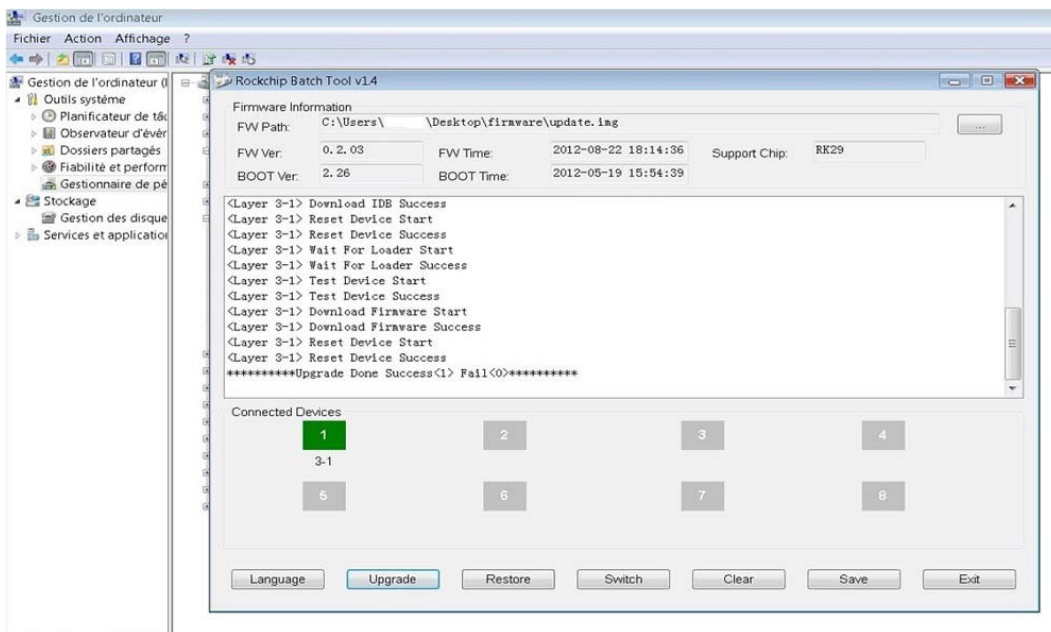 Gestion de l'ordinateur
Fichier Action Affichage ?
Gestion de l'ordinateur (l
Outils système
Planificateur de tâc
Observateur d'évér
Dossiers partagés
Fiabilité et perform
Gestionnaire de pé
Stockage
Gestion des disque
Services et application
Rockchip Batch Tool v1.4
Firmware Information
FW Path: C:\Users\ \Desktop\firmware\update.img ...
FW Ver: 0.2.03 FW Time: 2012-08-22 18:14:36 Support Chip: RK29
BOOT Ver: 2.26 BOOT Time: 2012-05-19 15:54:39
<Layer 3-1> Download IDB Success
<Layer 3-1> Reset Device Start
<Layer 3-1> Reset Device Success
<Layer 3-1> Wait For Loader Start
<Layer 3-1> Wait For Loader Success
<Layer 3-1> Test Device Start
<Layer 3-1> Test Device Success
<Layer 3-1> Download Firmware Start
<Layer 3-1> Download Firmware Success
<Layer 3-1> Reset Device Start
<Layer 3-1> Reset Device Success
**********Upgrade Done Success<1> Fail<0>**********
Connected Devices
1 2 3 4
3-1
5 6 7 8
Language Upgrade Restore Switch Clear Save Exit